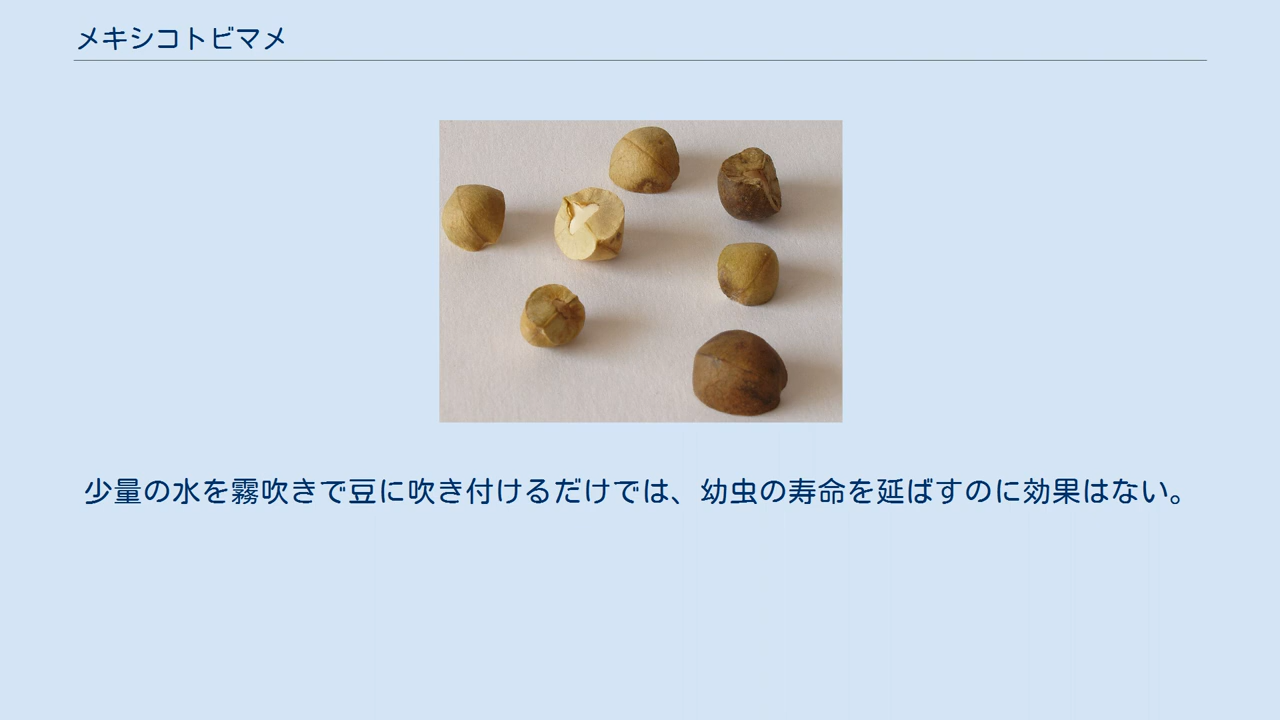 メキシコトビマメ
少量の水を霧吹きで豆に吹き付けるだけでは、幼虫の寿命を延ばすのに効果はない。